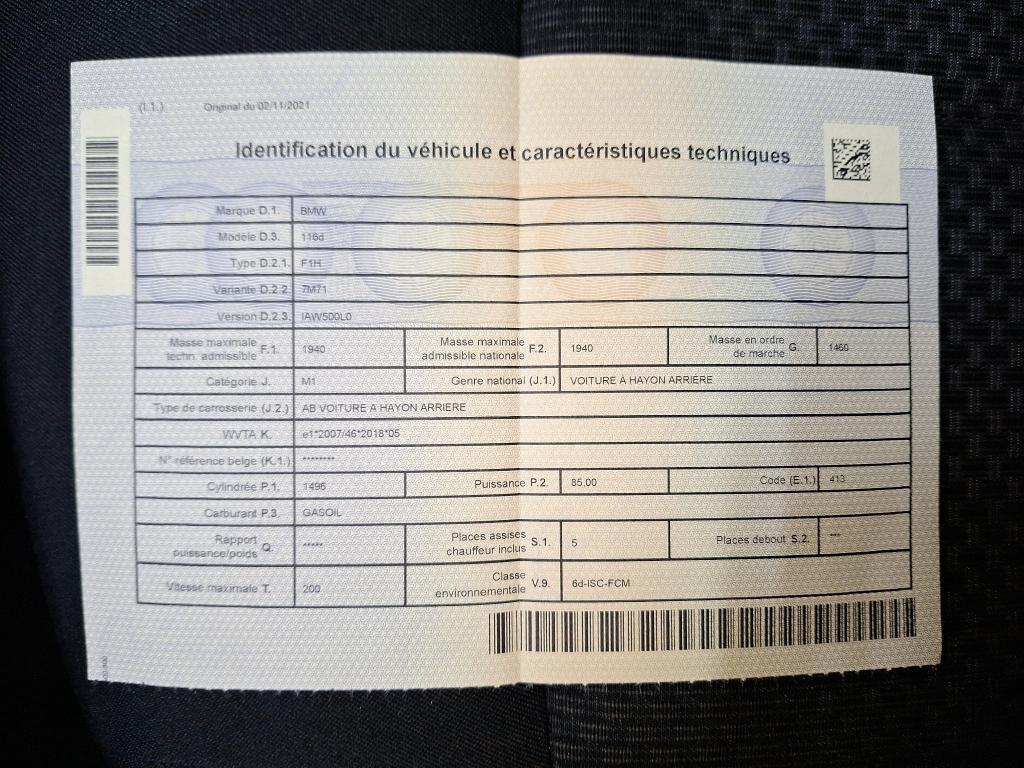 (I.1.) Original du 02/11/2021
Identification du véhicule et caractéristiques techniques
Marque D.1. BMW
Modèle D.3. 116d
Type D.2.1. F1H
Variante D.2.2. 7M71
Version D.2.3. IAW500L0
Masse maximale techn. admissible F.1. 1940 Masse maximale admissible nationale F.2. 1940 Masse en ordre de marche G. 1460
Catégorie J. M1 Genre national (J.1.) VOITURE A HAYON ARRIERE
Type de carrosserie (J.2.) AB VOITURE A HAYON ARRIERE
WVTA K. e1*2007/46*2018*05
N° référence belge (K.1.) ********
Cylindrée P.1. 1496 Puissance P.2. 85,00 Code (E.1.) 413
Carburant P.3. GASOIL
Rapport puissance/poids Q. ***** Places assises chauffeur inclus S.1. 5 Places debout S.2. ***
Vitesse maximale T. 200 Classe environnementale V.9. 6d-ISC-FCM